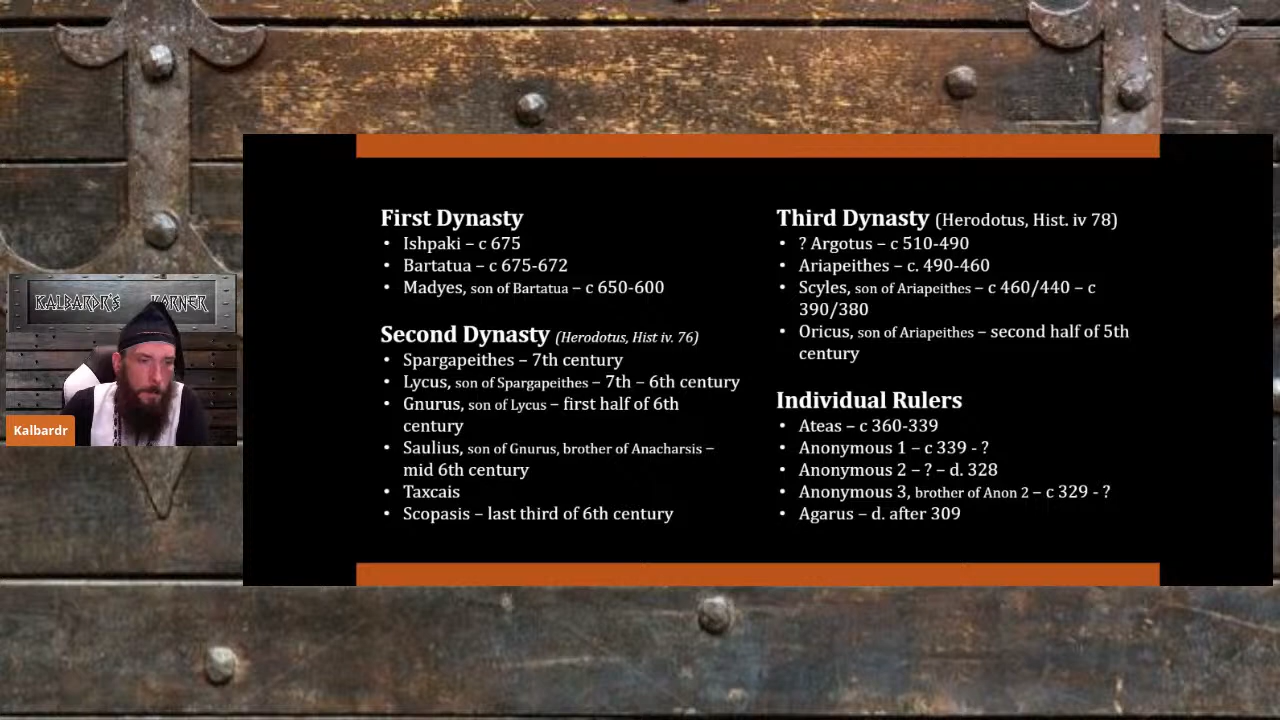 KALBARDR'S KORNER
Kalbardr
First Dynasty
• Ishpaki – c 675
• Bartatua – c 675-672
• Madyes, son of Bartatua – c 650-600
Second Dynasty (Herodotus, Hist iv. 76)
• Spargapeithes – 7th century
• Lycus, son of Spargapeithes – 7th – 6th century
• Gnurus, son of Lycus – first half of 6th
century
• Saulius, son of Gnurus, brother of Anacharsis –
mid 6th century
• Taxcais
• Scopasis – last third of 6th century
Third Dynasty (Herodotus, Hist. iv 78)
• ? Argotus – c 510-490
• Ariapeithes – c. 490-460
• Scyles, son of Ariapeithes – c 460/440 – c
390/380
• Oricus, son of Ariapeithes – second half of 5th
century
Individual Rulers
• Ateas – c 360-339
• Anonymous 1 – c 339 - ?
• Anonymous 2 – ? – d. 328
• Anonymous 3, brother of Anon 2 – c 329 - ?
• Agarus – d. after 309